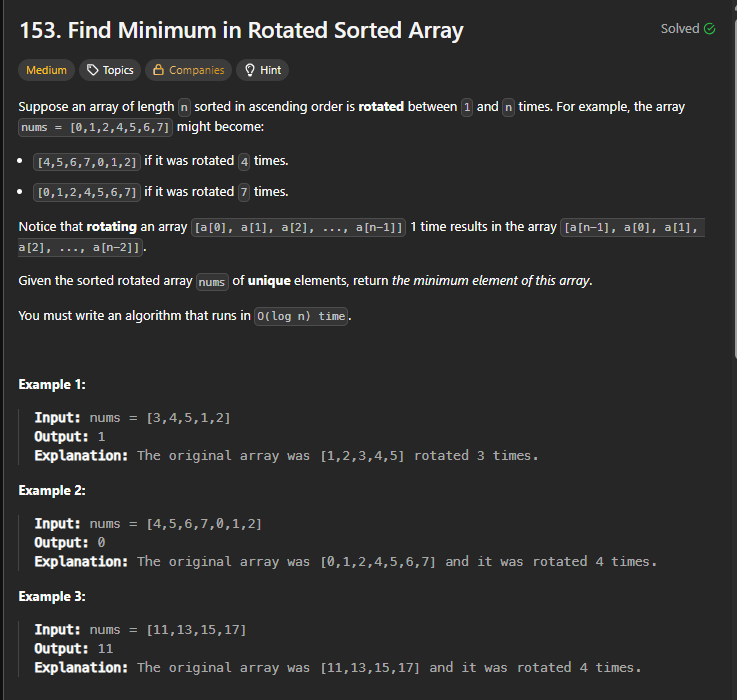 153. Find Minimum in Rotated Sorted Array
Solved
Medium Topics Companies Hint
Suppose an array of length n sorted in ascending order is rotated between 1 and n times. For example, the array
nums = [0,1,2,4,5,6,7] might become:
• [4,5,6,7,0,1,2] if it was rotated 4 times.
• [0,1,2,4,5,6,7] if it was rotated 7 times.
Notice that rotating an array [a[0], a[1], a[2], ..., a[n-1]] 1 time results in the array [a[n-1], a[0], a[1],
a[2], ..., a[n-2]].
Given the sorted rotated array nums of unique elements, return the minimum element of this array.
You must write an algorithm that runs in O(log n) time.
Example 1:
Input: nums = [3,4,5,1,2]
Output: 1
Explanation: The original array was [1,2,3,4,5] rotated 3 times.
Example 2:
Input: nums = [4,5,6,7,0,1,2]
Output: 0
Explanation: The original array was [0,1,2,4,5,6,7] and it was rotated 4 times.
Example 3:
Input: nums = [11,13,15,17]
Output: 11
Explanation: The original array was [11,13,15,17] and it was rotated 4 times.